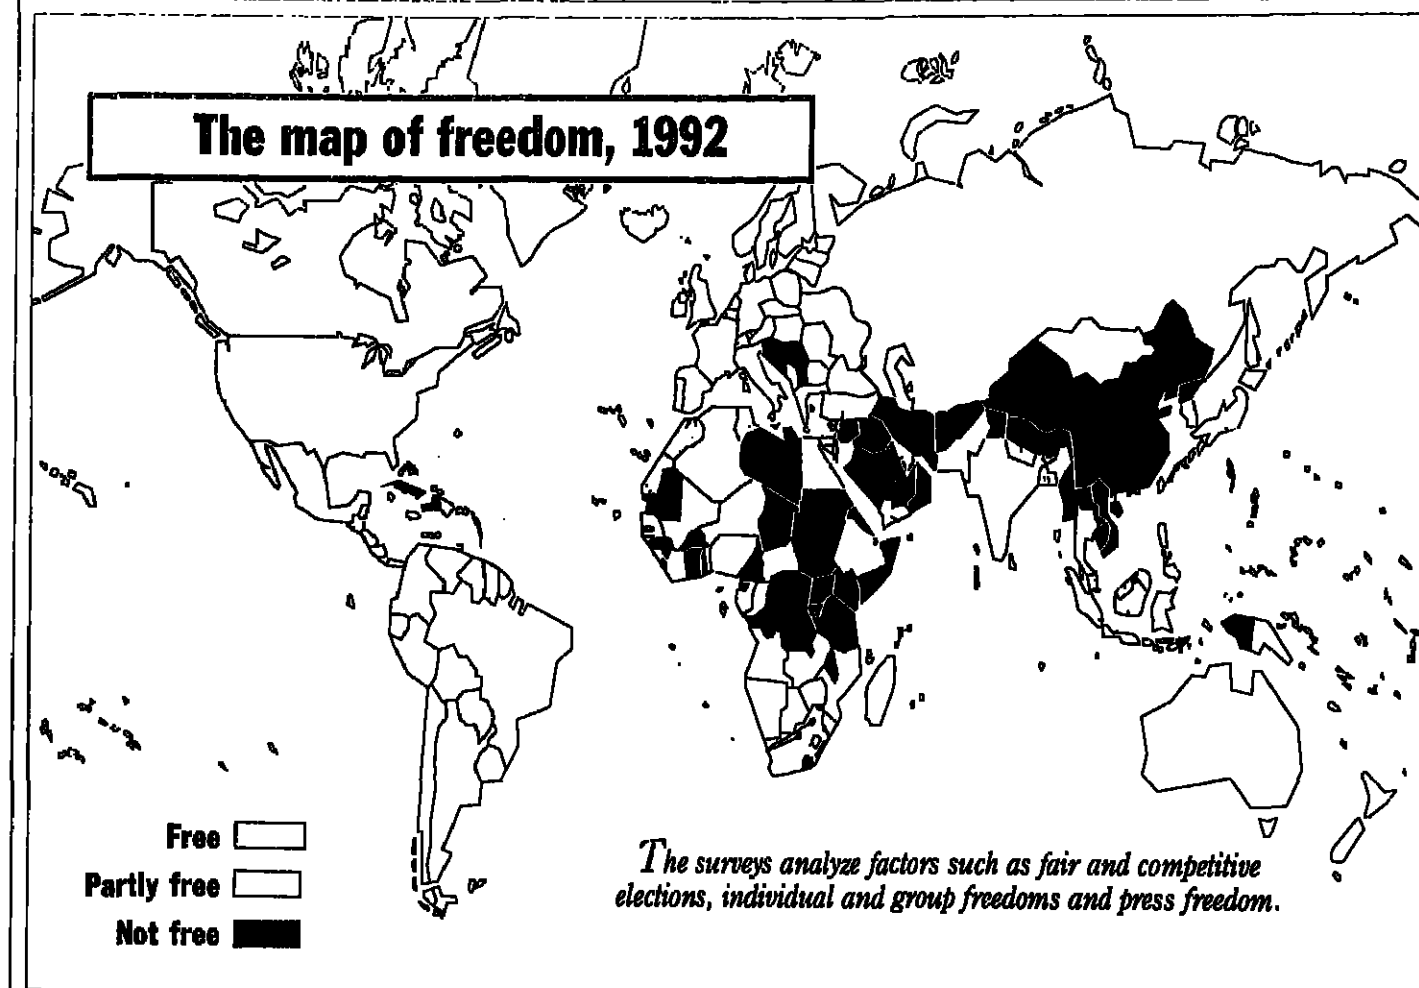 The map of freedom, 1992
Free
Partly free
Not free
The surveys analyze factors such as fair and competitive
elections, individual and group freedoms and press freedom.